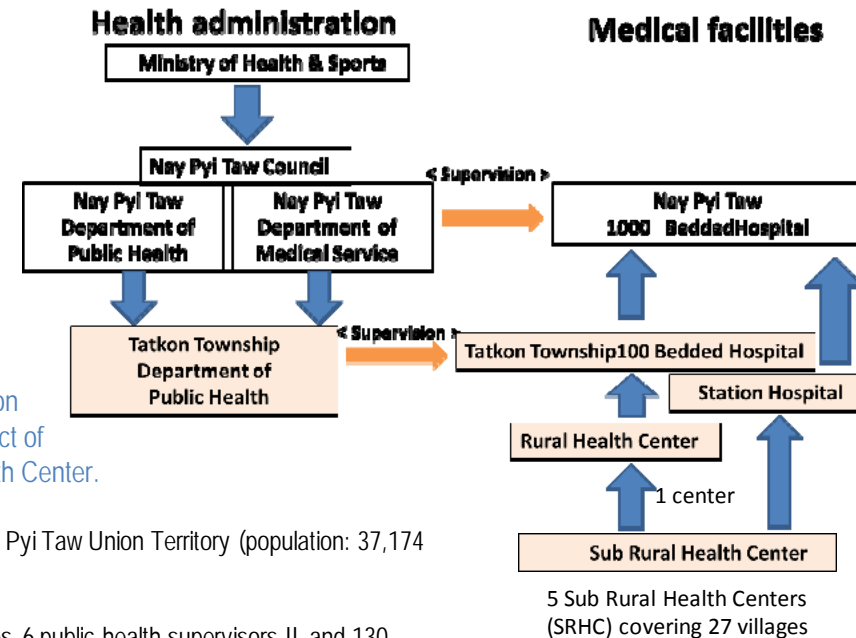 Health administration
Medical facilities
Ministry of Health & Sports
Nay Pyi Taw Council
< Supervision >
Nay Pyi Taw
Department of
Public Health
Nay Pyi Taw
Department of
Medical Service
Nay Pyi Taw
1000 BeddedHospital
Tatkon Township
Department of
Public Health
< Supervision >
Tatkon Township100 Bedded Hospital
Station Hospital
Rural Health Center
1 center
Sub Rural Health Center
5 Sub Rural Health Centers
(SRHC) covering 27 villages
on
ct of
th Center.
Pyi Taw Union Territory (population: 37,174
6 public health supervisors II, and 130